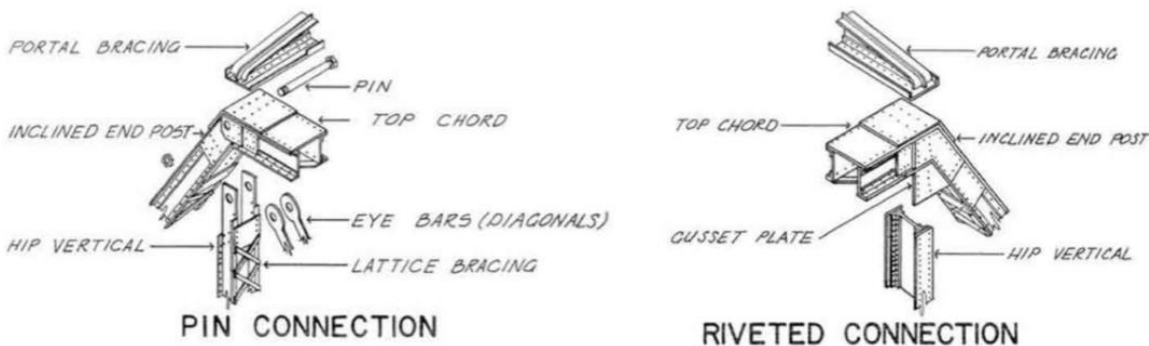 PORTAL BRACING
PIN
INCLINED END POST
TOP CHORD
EYE BARS (DIAGONALS)
HIP VERTICAL
LATTICE BRACING
PIN CONNECTION
PORTAL BRACING
TOP CHORD
INCLINED END POST
GUSSET PLATE
HIP VERTICAL
RIVETED CONNECTION